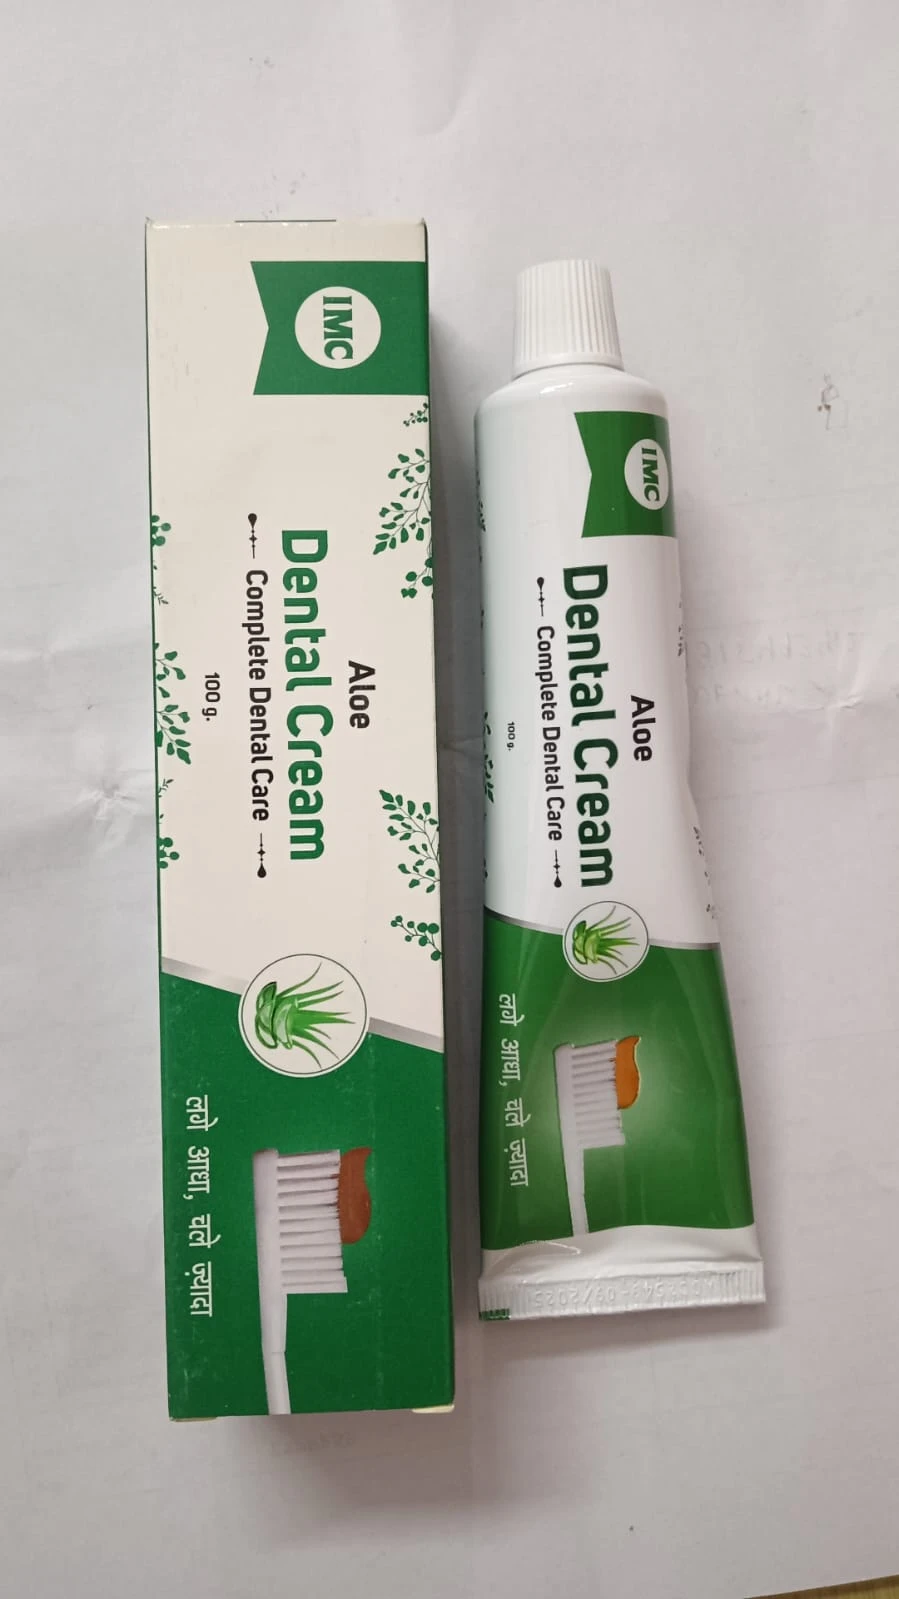 IMC
Aloe
Dental Cream
Complete Dental Care
100 g.
लगे आधा, चले ज़्यादा
IMC
Aloe
Dental Cream
Complete Dental Care
100 g.
लगे आधा, चले ज़्यादा